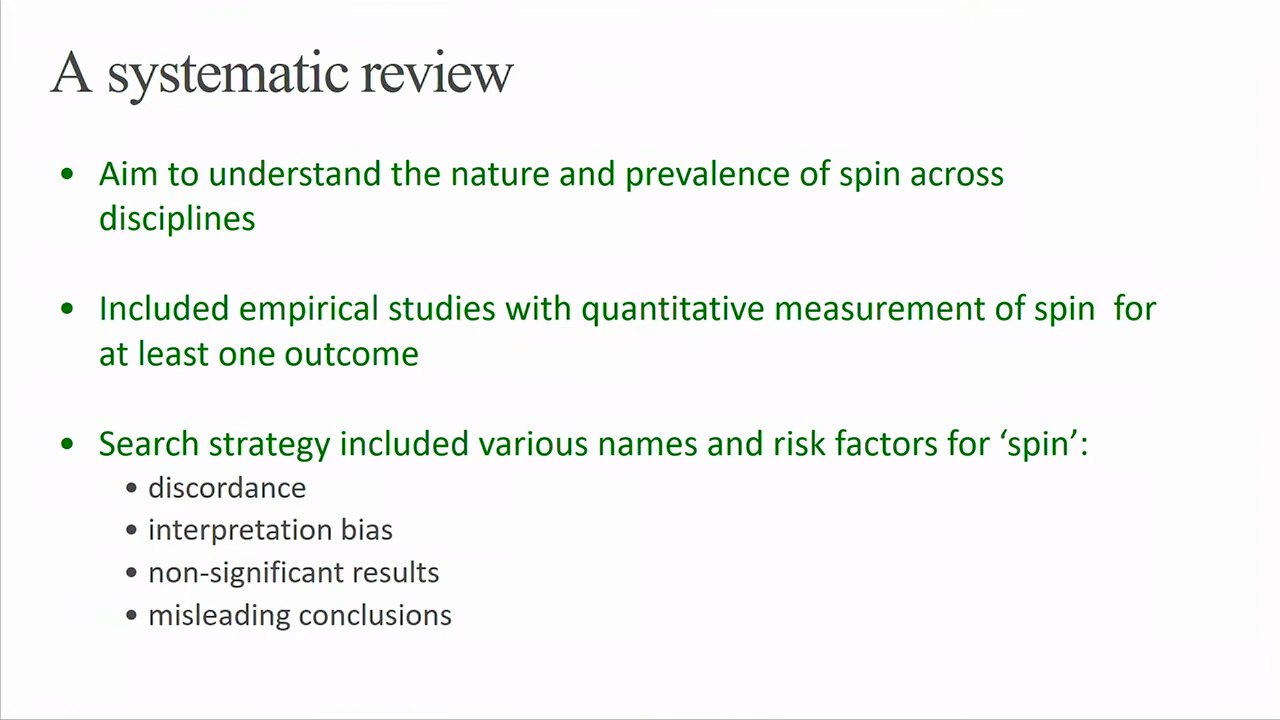 A systematic review
• Aim to understand the nature and prevalence of spin across
disciplines
• Included empirical studies with quantitative measurement of spin  for
at least one outcome
• Search strategy included various names and risk factors for ‘spin’:
• discordance
• interpretation bias
• non-significant results
• misleading conclusions